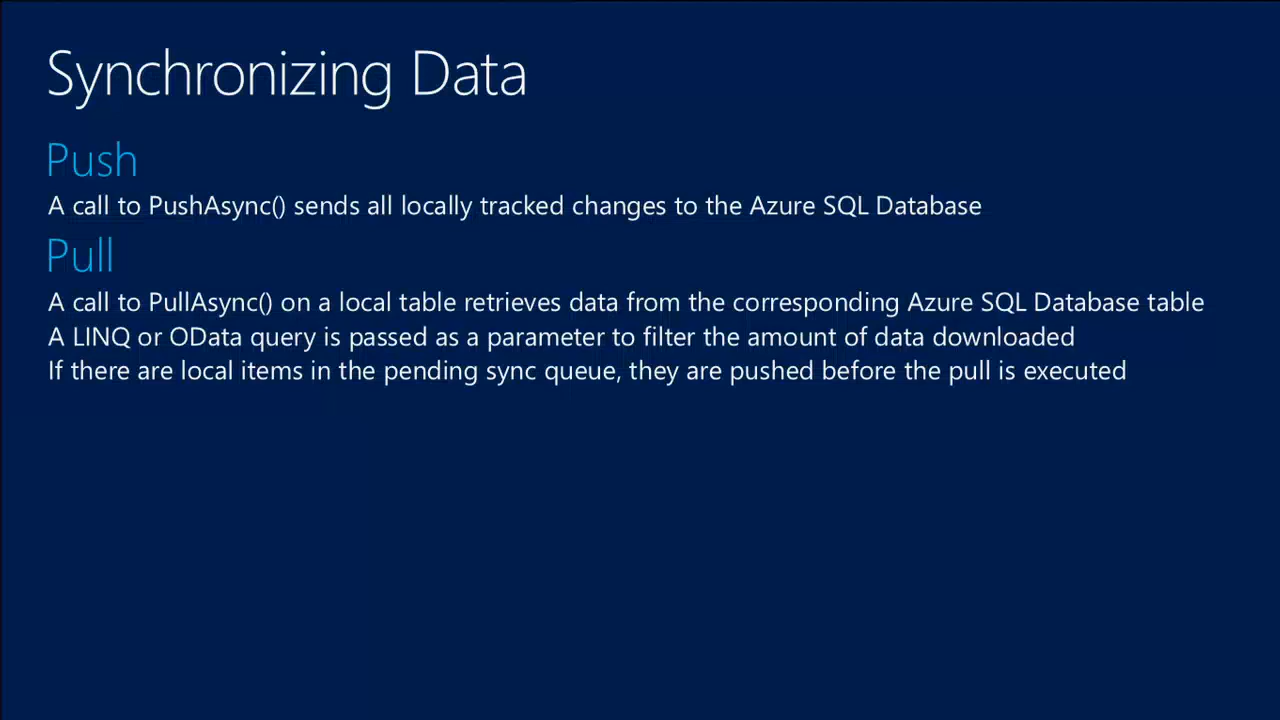 Synchronizing Data
Push
A call to PushAsync() sends all locally tracked changes to the Azure SQL Database
Pull
A call to PullAsync() on a local table retrieves data from the corresponding Azure SQL Database table
A LINQ or OData query is passed as a parameter to filter the amount of data downloaded
If there are local items in the pending sync queue, they are pushed before the pull is executed